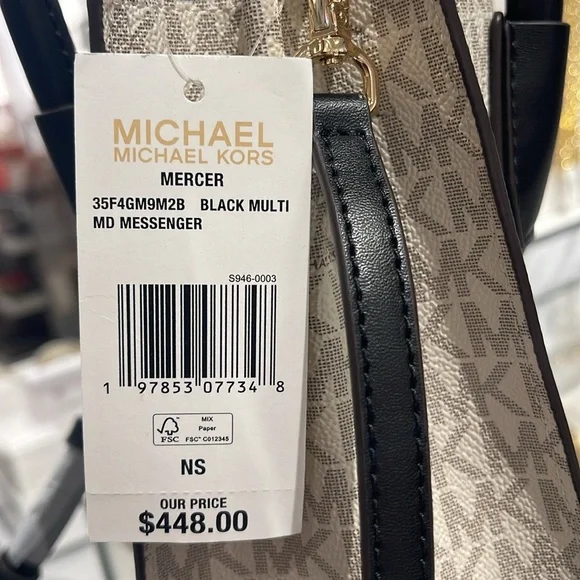 MICHAEL
MICHAEL KORS
MERCER
35F4GM9M2B BLACK MULTI
MD MESSENGER
S946-0003
1 97853 07734 8
FSC
MIX
Paper
FSC® C012345
NS
OUR PRICE
$448.00